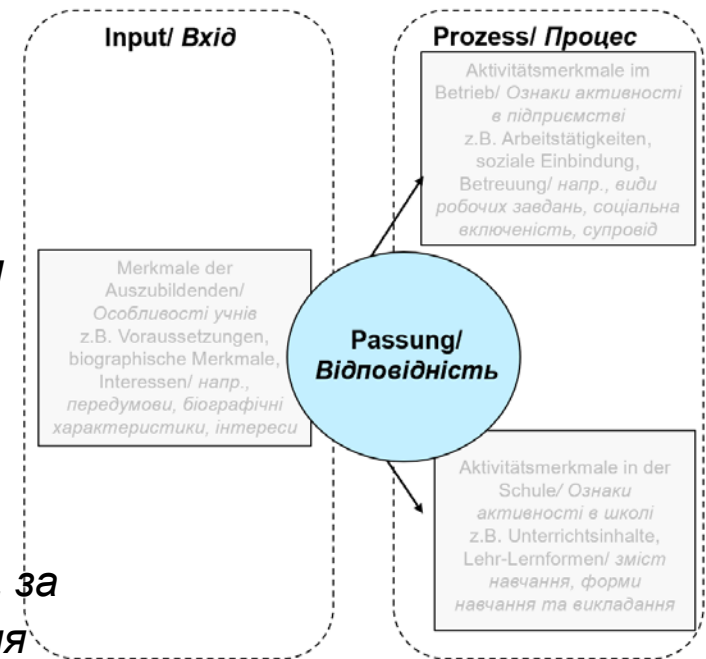 Input/ Вхід
Prozess/ Процес
Aktivitätsmerkmale im
Betrieb/ Ознаки активності
в підприємстві
z.B. Arbeitstätigkeiten,
soziale Einbindung,
Betreuung/ напр., види
робочих завдань, соціальна
включеність, супровід
Merkmale der
Auszubildenden/
Особливості учнів
z.B. Voraussetzungen,
biographische Merkmale,
Interessen/ напр.,
передумови, біографічні
характеристики, інтереси
Passung/
Відповідність
Aktivitätsmerkmale in der
Schule/ Ознаки
активності в школі
z.B. Unterrichtsinhalte,
Lehr-Lernformen/ зміст
навчання, форми
навчання та викладання
за